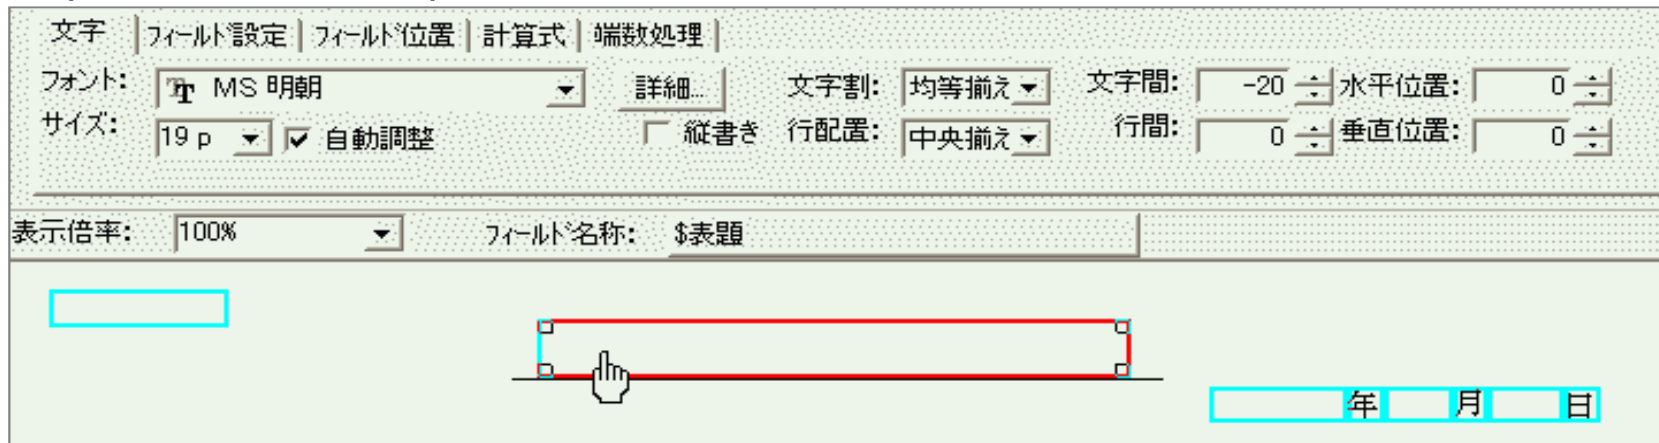 文字 フィールド設定 フィールド位置 計算式 端数処理
フォント: MS 明朝 詳細... 文字割: 均等揃え 文字間: -20 水平位置: 0
サイズ: 19 p 自動調整 縦書き 行配置: 中央揃え 行間: 0 垂直位置: 0
表示倍率: 100% フィールド名称: $表題
年 月 日